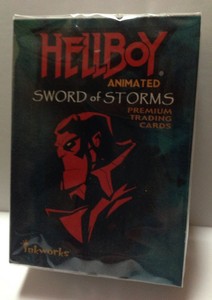 HELLBOY
ANIMATED
SWORD of STORMS
PREMIUM
TRADING
CARDS
inkworks